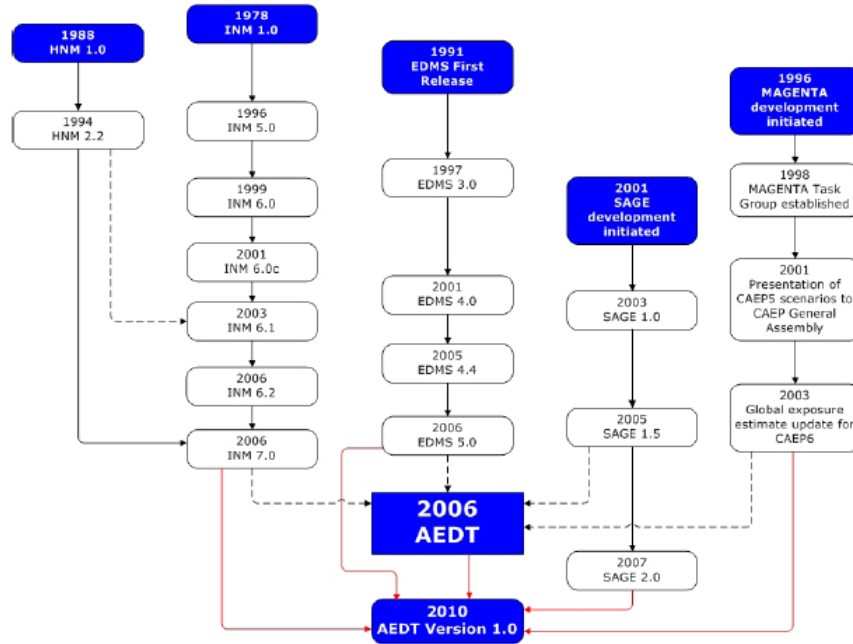 1988
HNM 1.0
1994
HNM 2.2
1978
INM 1.0
1996
INM 5.0
1999
INM 6.0
2001
INM 6.0c
2003
INM 6.1
2006
INM 6.2
2006
INM 7.0
1991
EDMS First
Release
1997
EDMS 3.0
2001
EDMS 4.0
2005
EDMS 4.4
2006
EDMS 5.0
2001
SAGE
development
initiated
2003
SAGE 1.0
2005
SAGE 1.5
2007
SAGE 2.0
1996
MAGENTA
development
initiated
1998
MAGENTA Task
Group established
2001
Presentation of
CAEP5 scenarios to
CAEP General
Assembly
2003
Global exposure
estimate update for
CAEP6
2006
AEDT
2010
AEDT Version 1.0